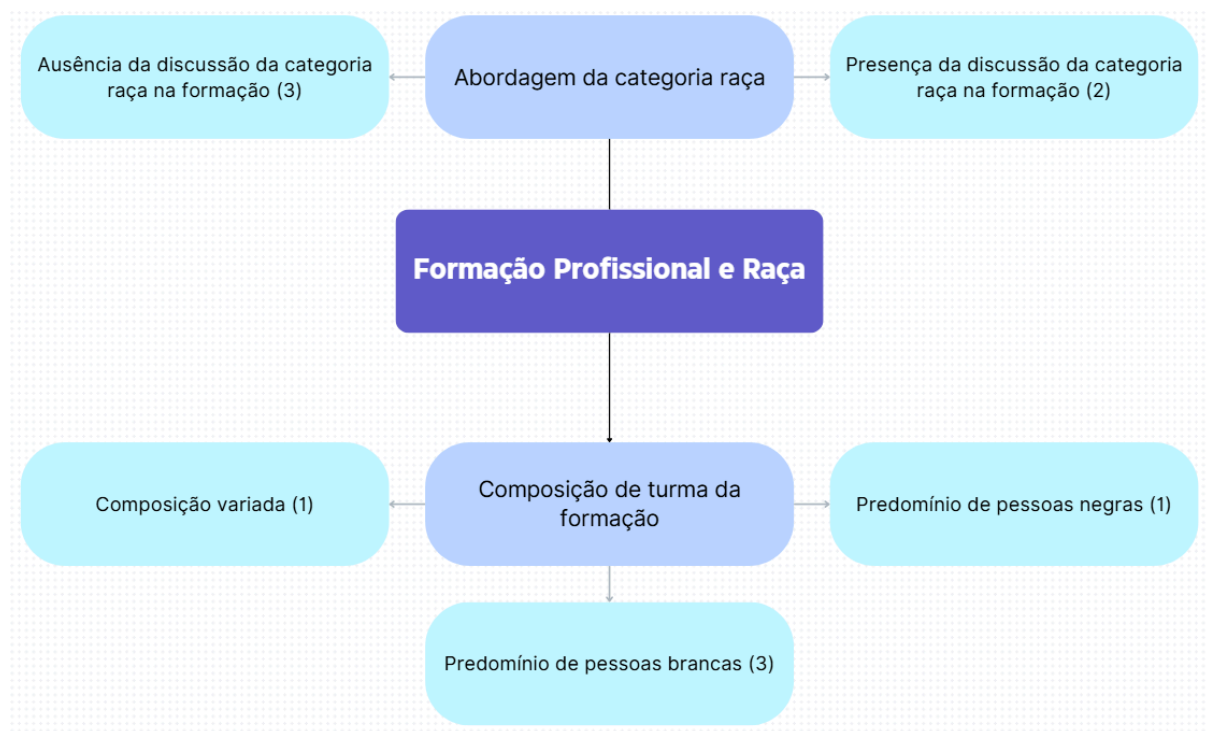 Ausência da discussão da categoria
raça na formação (3)
Abordagem da categoria raça
Presença da discussão da categoria
raça na formação (2)
Formação Profissional e Raça
Composição variada (1)
Composição de turma da
formação
Predomínio de pessoas negras (1)
Predomínio de pessoas brancas (3)